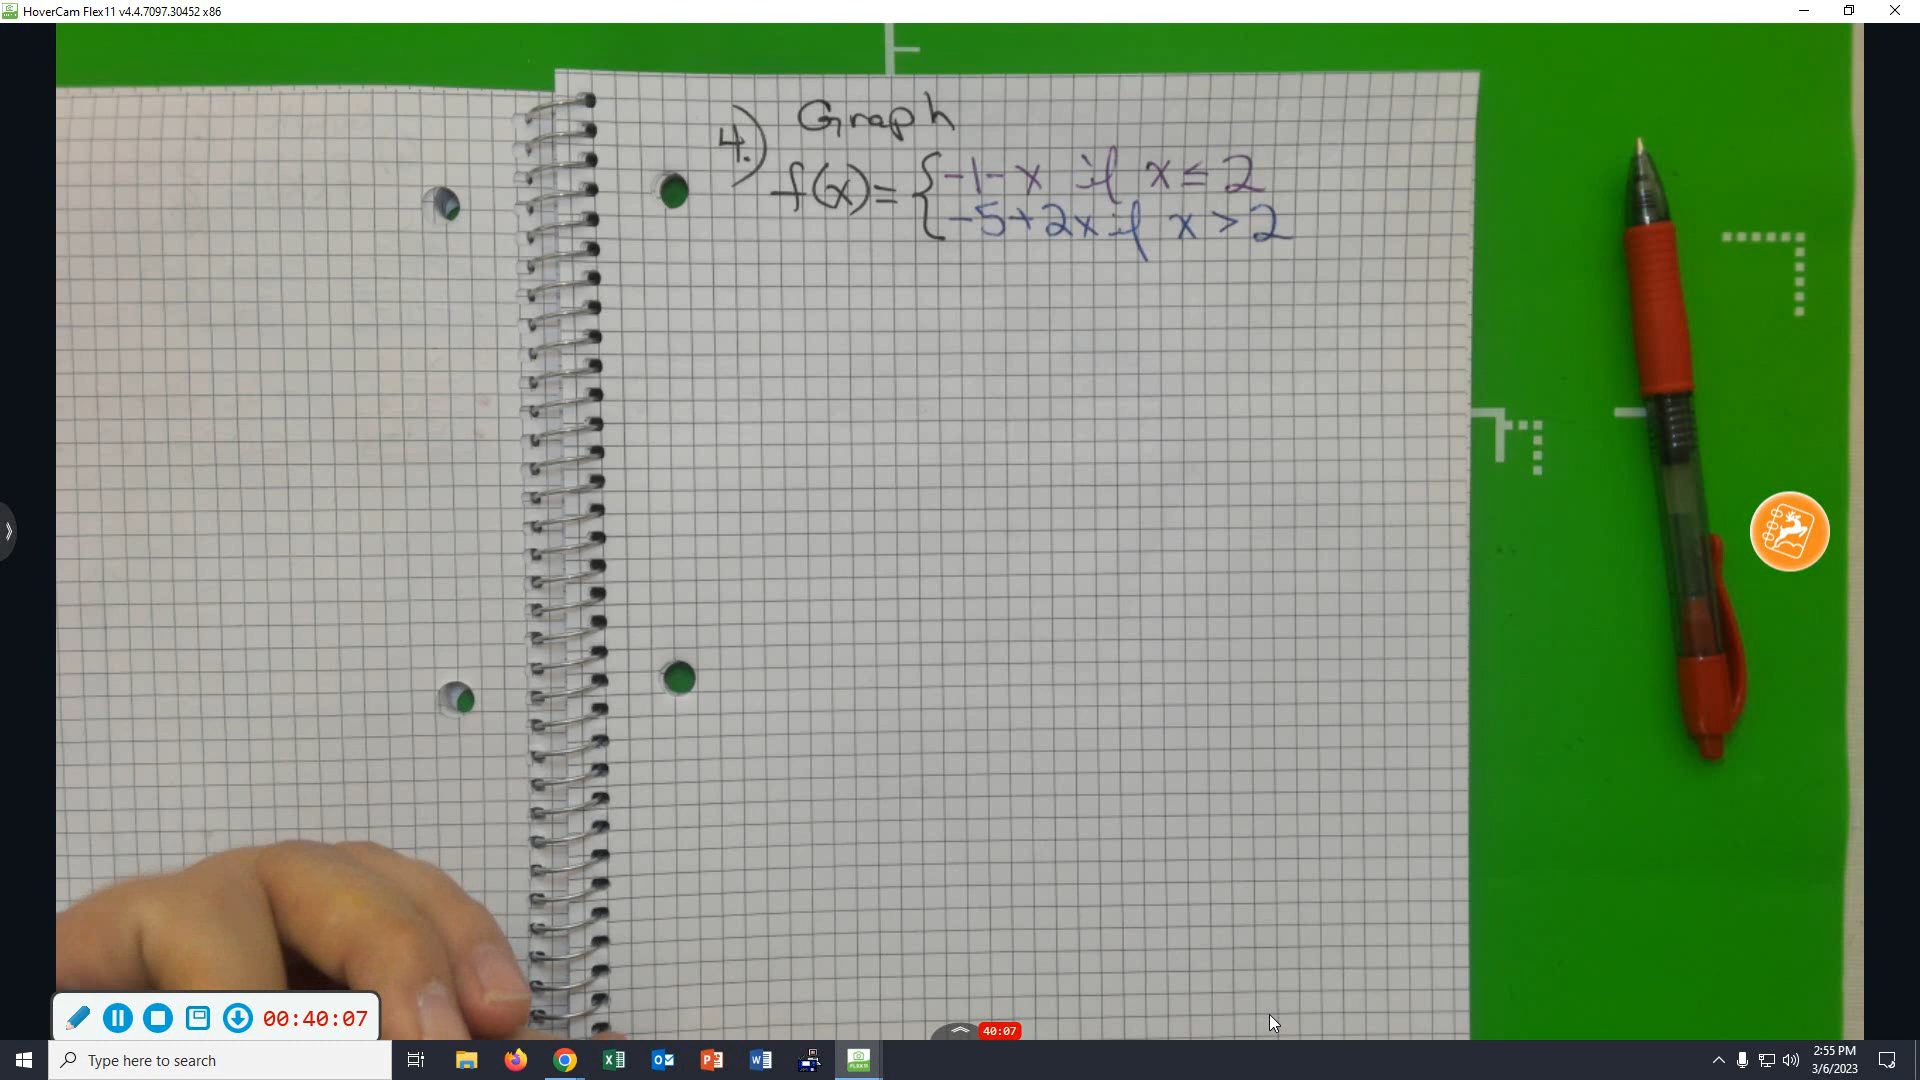 HoverCam Flex11 v4.4.7097.30452 x86
4.) Graph
f(x) = { -1 - x if x ≤ 2
-5 + 2x if x > 2
00:40:07
40:07
Type here to search
2:55 PM
3/6/2023